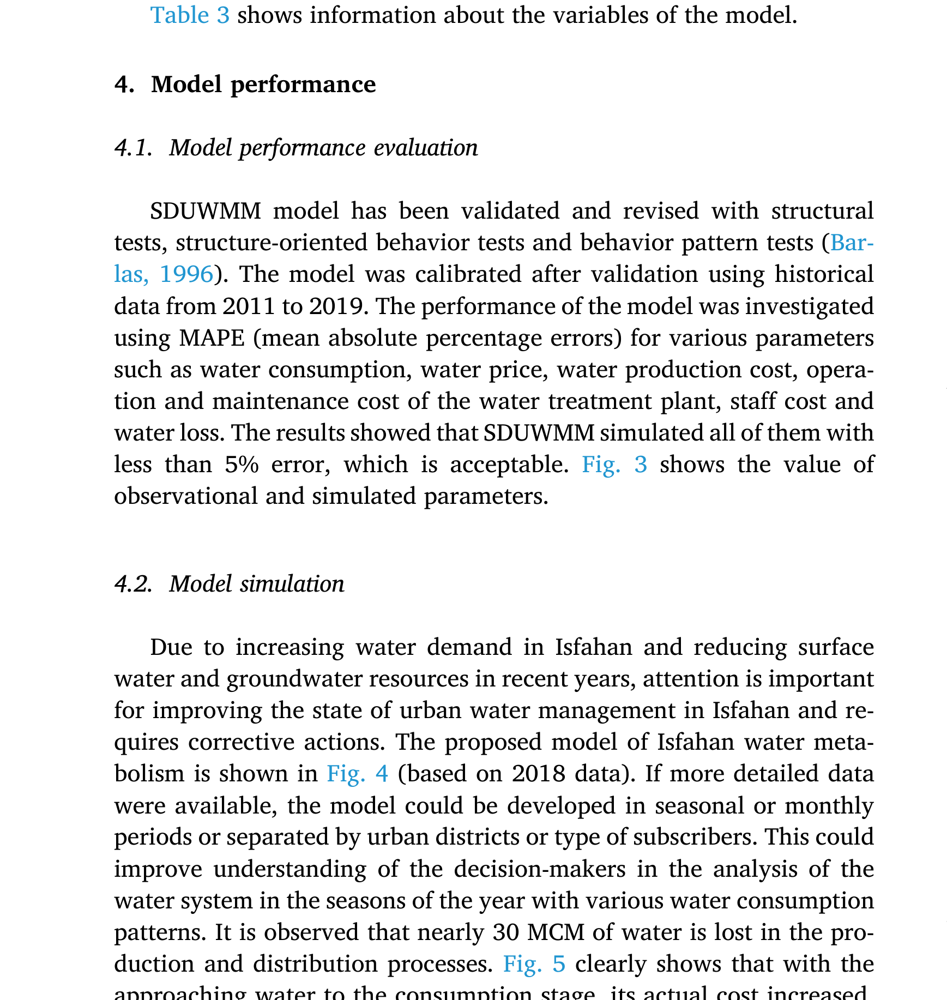 Table 3 shows information about the variables of the model.
4. Model performance
4.1. Model performance evaluation
SDUWMM model has been validated and revised with structural
tests, structure-oriented behavior tests and behavior pattern tests (Bar-
las, 1996). The model was calibrated after validation using historical
data from 2011 to 2019. The performance of the model was investigated
using MAPE (mean absolute percentage errors) for various parameters
such as water consumption, water price, water production cost, opera-
tion and maintenance cost of the water treatment plant, staff cost and
water loss. The results showed that SDUWMM simulated all of them with
less than 5% error, which is acceptable. Fig. 3 shows the value of
observational and simulated parameters.
4.2. Model simulation
Due to increasing water demand in Isfahan and reducing surface
water and groundwater resources in recent years, attention is important
for improving the state of urban water management in Isfahan and re-
quires corrective actions. The proposed model of Isfahan water meta-
bolism is shown in Fig. 4 (based on 2018 data). If more detailed data
were available, the model could be developed in seasonal or monthly
periods or separated by urban districts or type of subscribers. This could
improve understanding of the decision-makers in the analysis of the
water system in the seasons of the year with various water consumption
patterns. It is observed that nearly 30 MCM of water is lost in the pro-
duction and distribution processes. Fig. 5 clearly shows that with the
approaching water to the consumption stage, its actual cost increased.